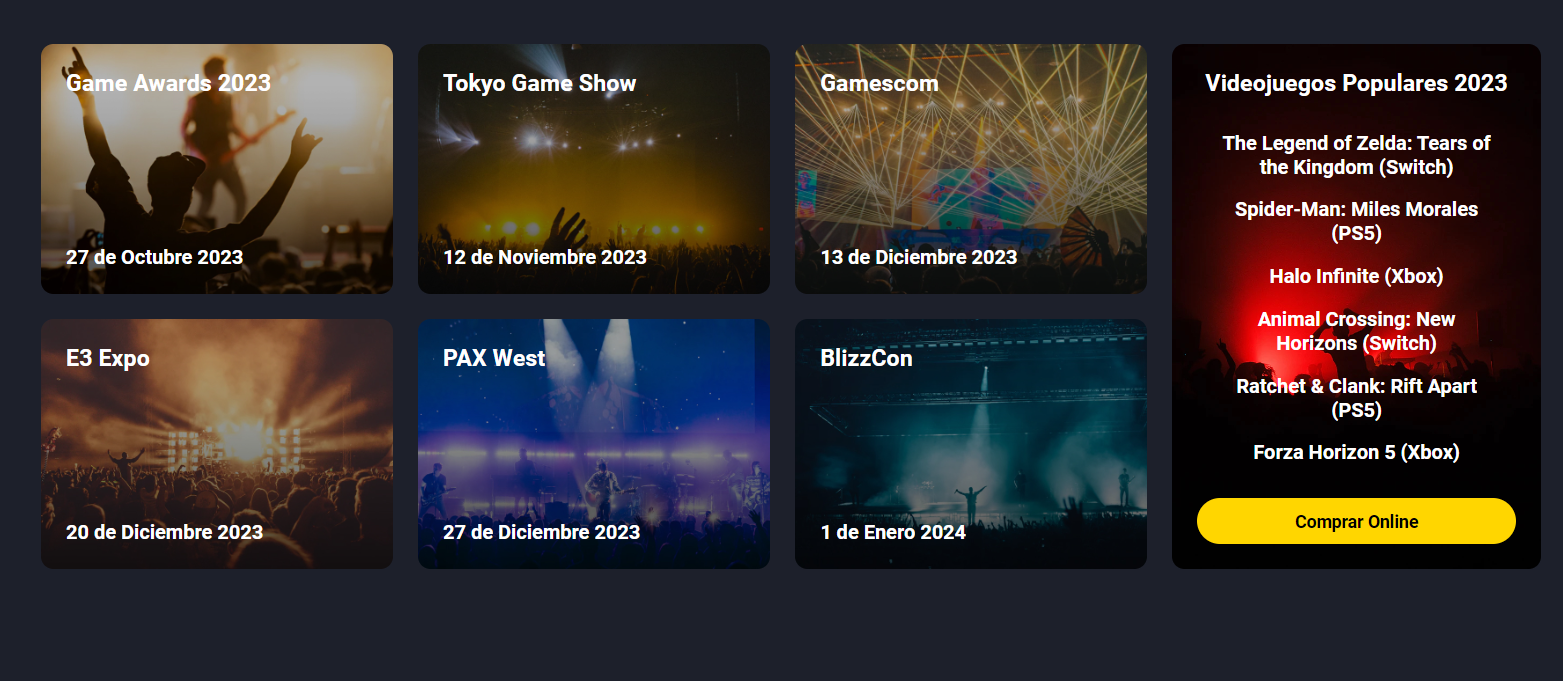 Game Awards 2023
27 de Octubre 2023
Tokyo Game Show
12 de Noviembre 2023
Gamescom
13 de Diciembre 2023
E3 Expo
20 de Diciembre 2023
PAX West
27 de Diciembre 2023
BlizzCon
1 de Enero 2024
Videojuegos Populares 2023
The Legend of Zelda: Tears of
the Kingdom (Switch)
Spider-Man: Miles Morales
(PS5)
Halo Infinite (Xbox)
Animal Crossing: New
Horizons (Switch)
Ratchet & Clank: Rift Apart
(PS5)
Forza Horizon 5 (Xbox)
Comprar Online